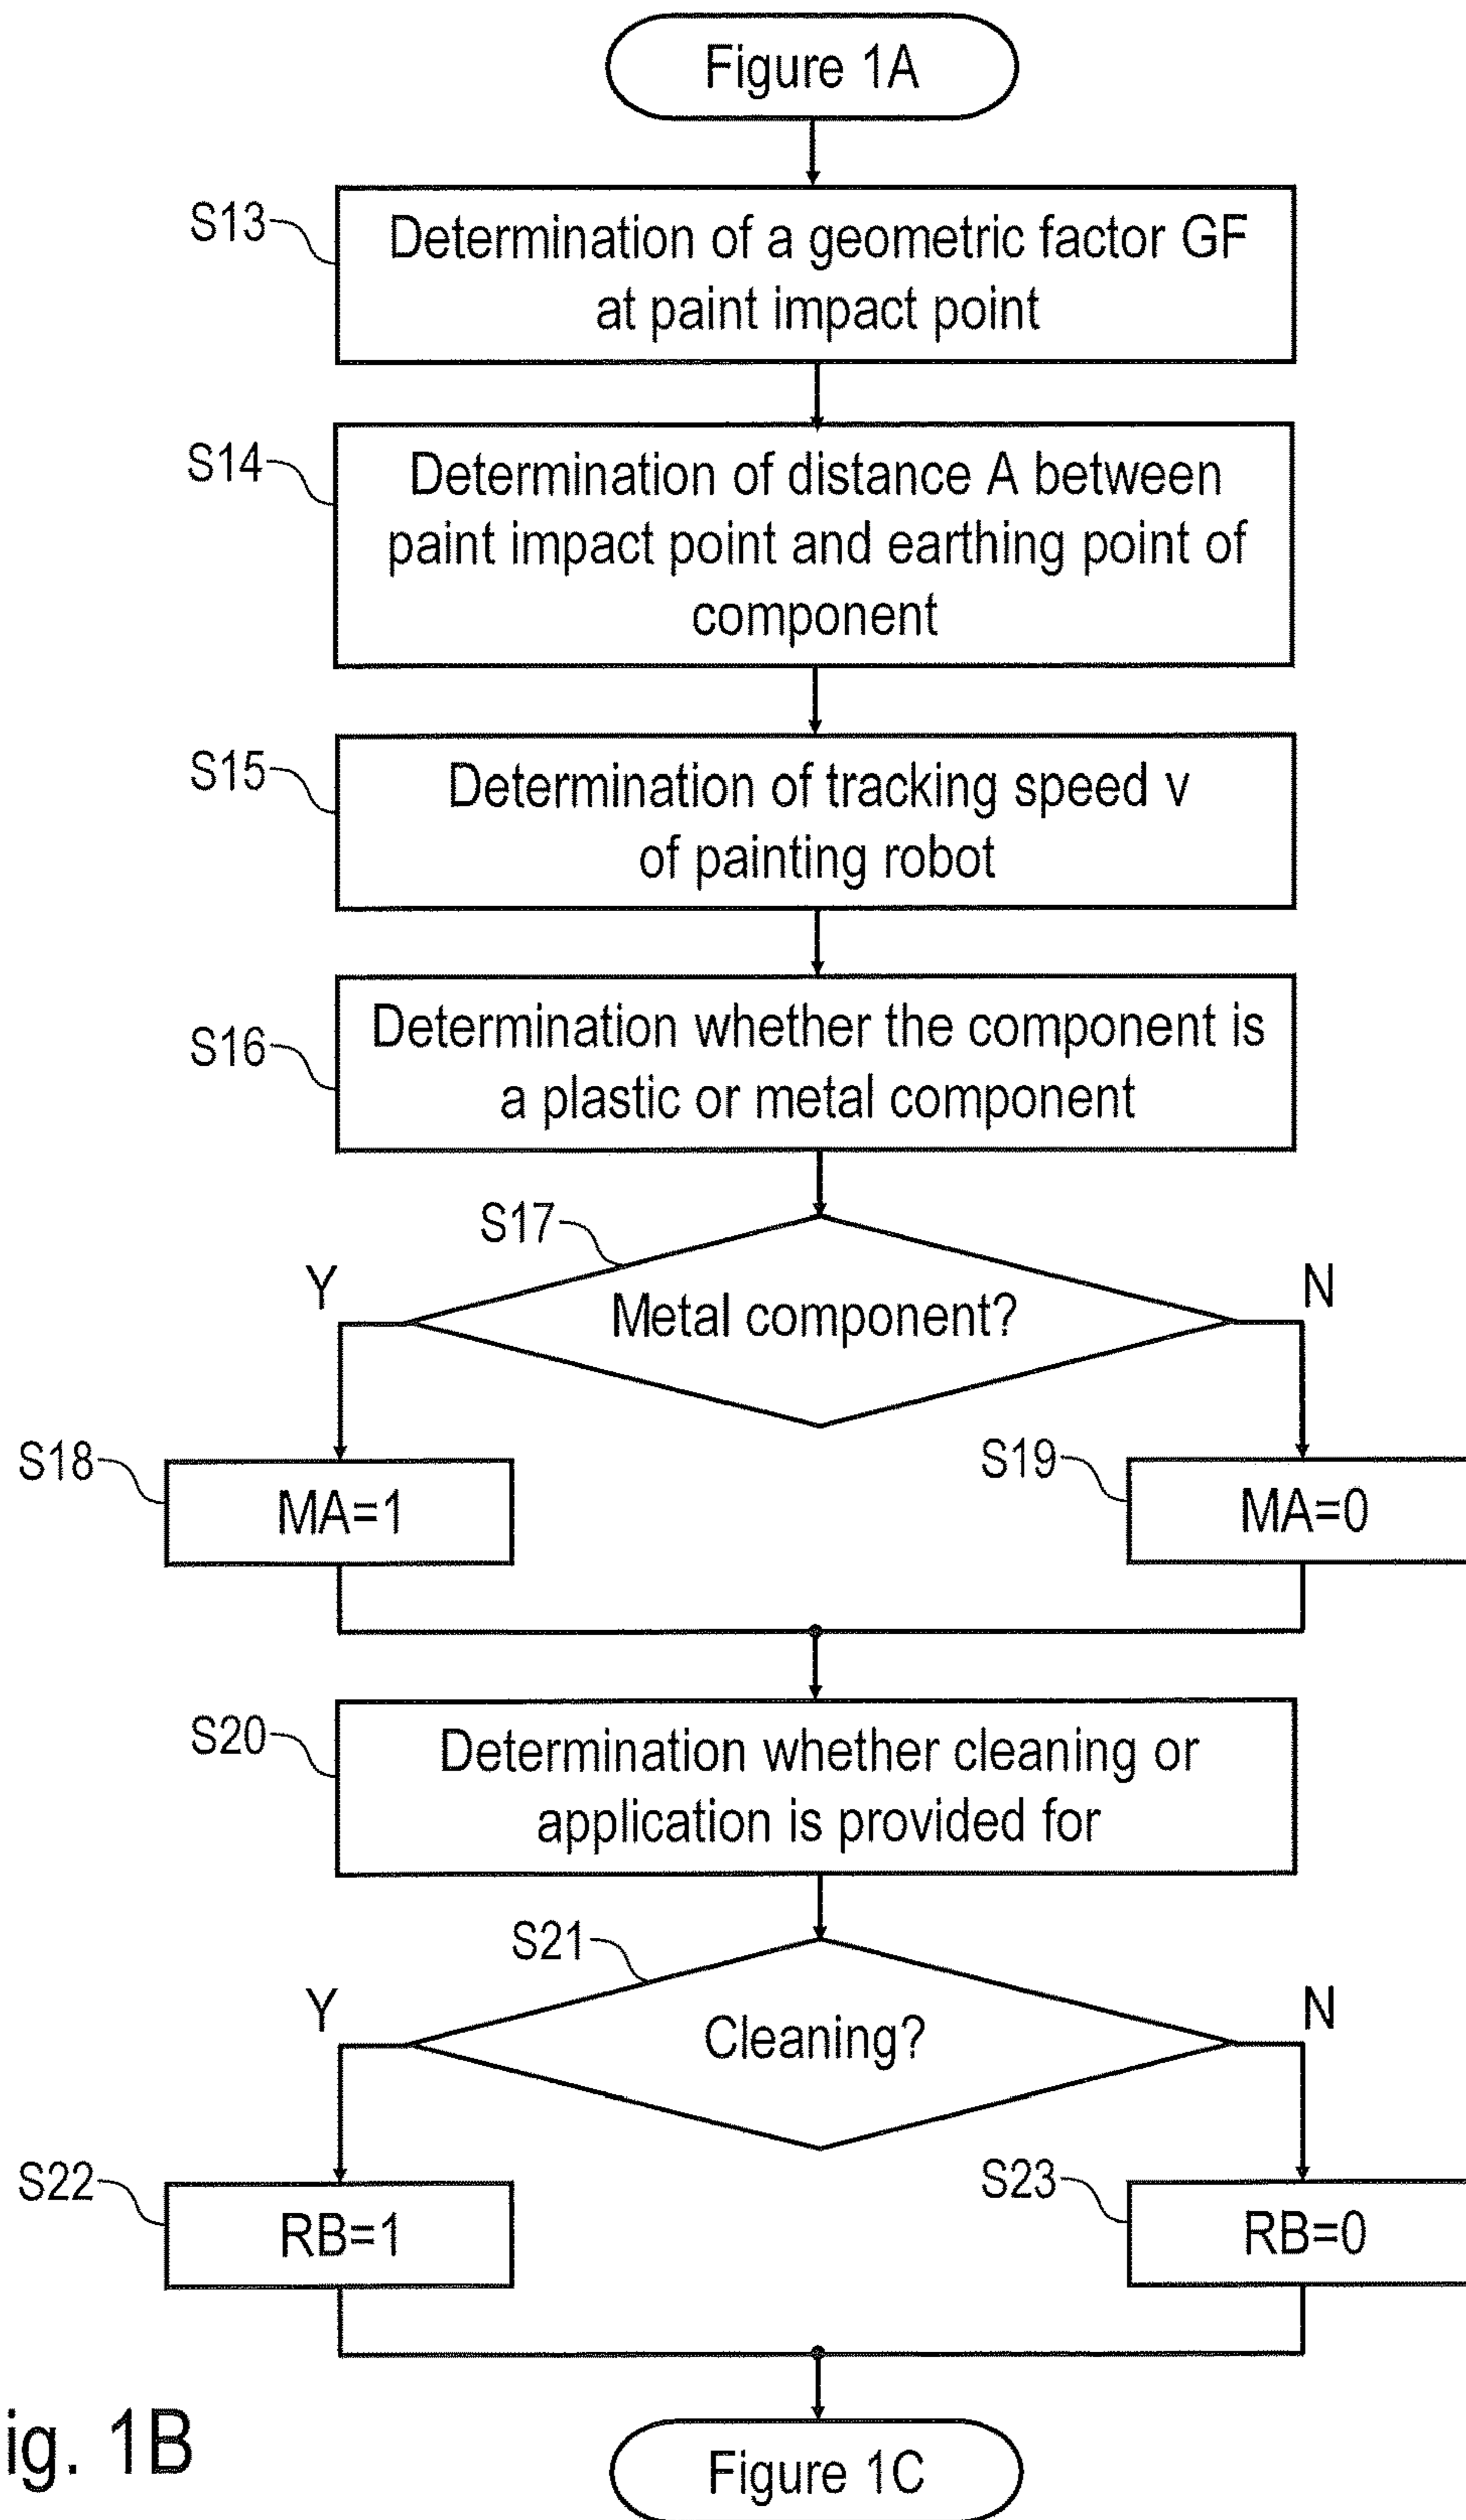 Figure 1A
S13
Determination of a geometric factor GF
at paint impact point
S14
Determination of distance A between
paint impact point and earthing point of
component
S15
Determination of tracking speed v
of painting robot
S16
Determination whether the component is
a plastic or metal component
S17
Y
Metal component?
N
S18
MA=1
S19
MA=0
S20
Determination whether cleaning or
application is provided for
S21
Y
Cleaning?
N
S22
RB=1
S23
RB=0
ig. 1B
Figure 1C